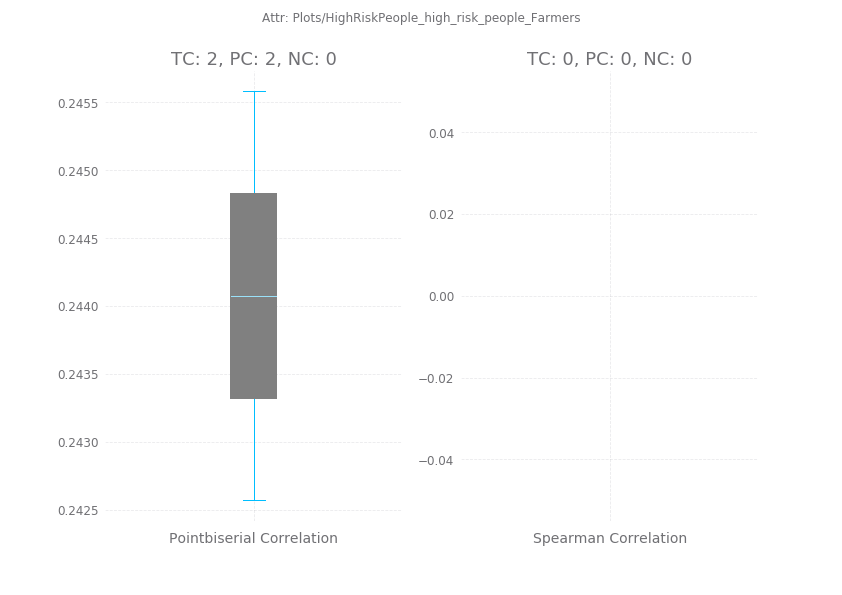 Attr: Plots/HighRiskPeople_high_risk_people_Farmers
TC: 2, PC: 2, NC: 0
0.2455
0.2450
0.2445
0.2440
0.2435
0.2430
0.2425
Pointbiserial Correlation
TC: 0, PC: 0, NC: 0
0.04
0.02
0.00
−0.02
−0.04
Spearman Correlation